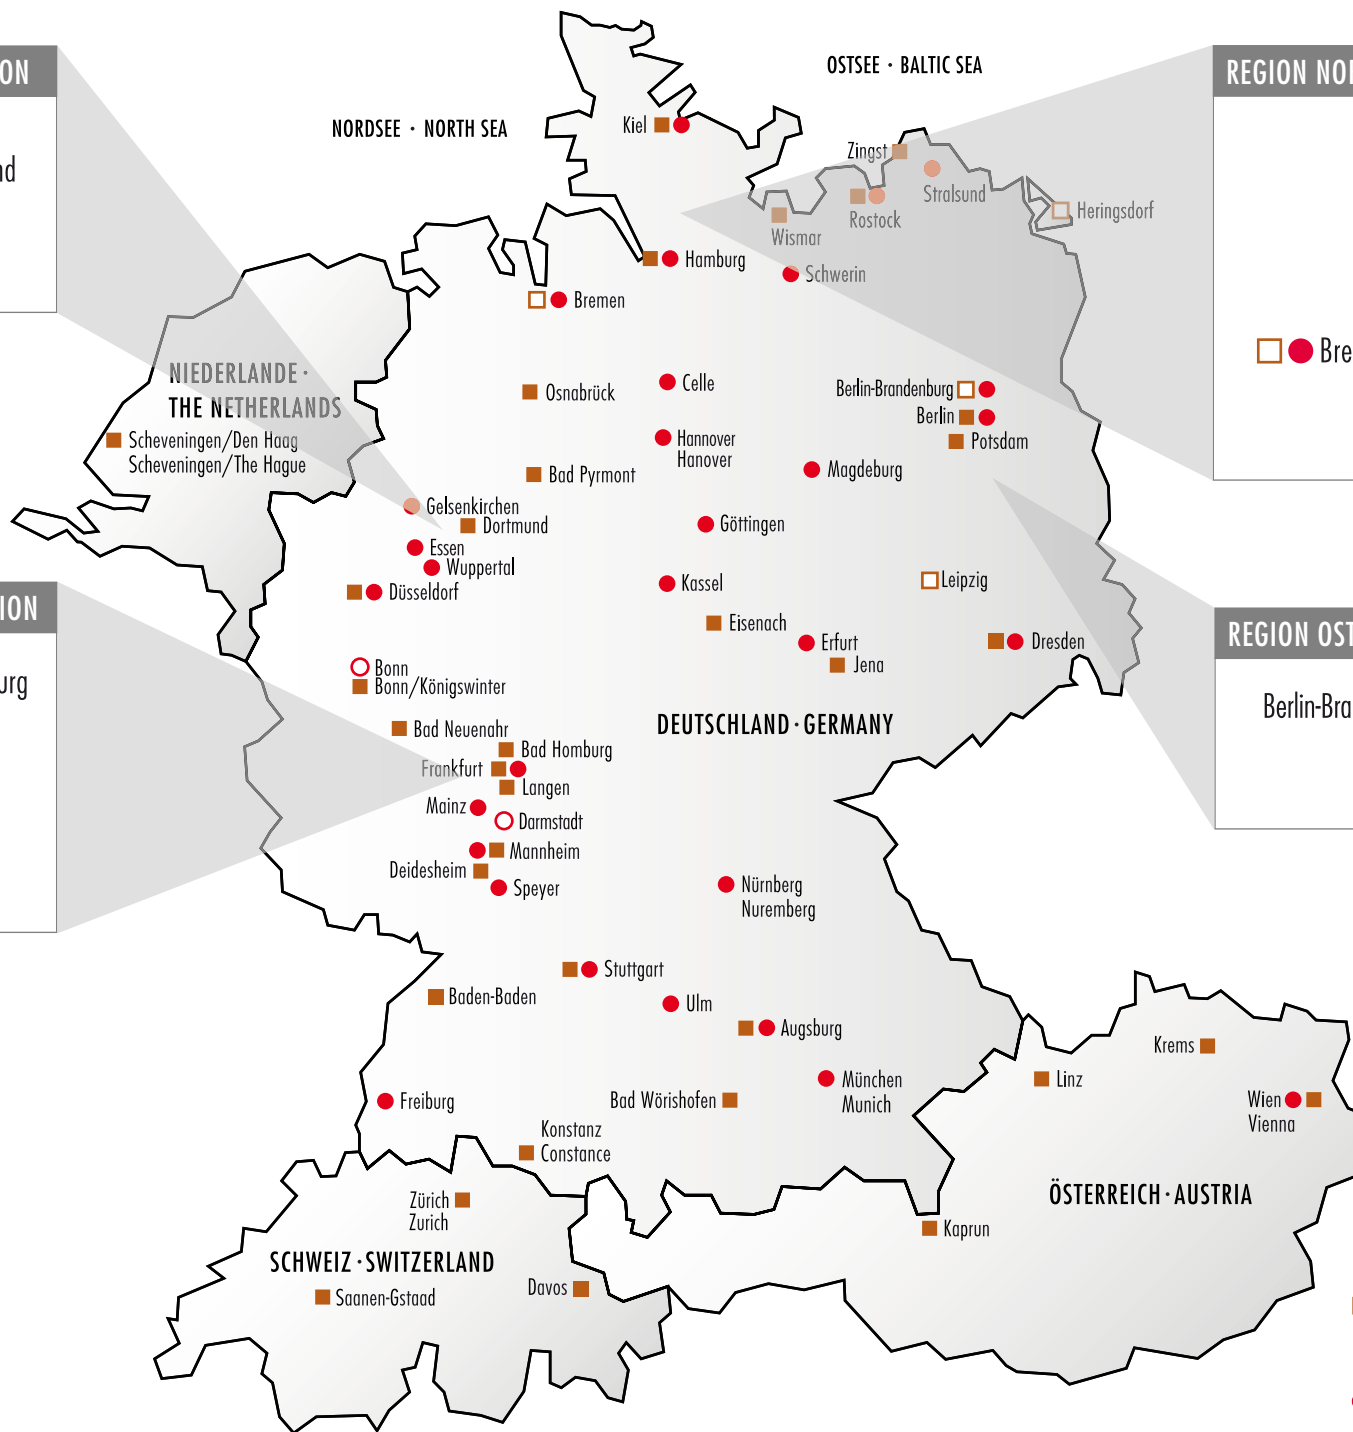 OSTSEE · BALTIC SEA
NORDSEE · NORTH SEA
REGION
Kiel
Zingst
Stralsund
Rostock
Wismar
Heringsdorf
Hamburg
Schwerin
Bremen
NIEDERLANDE ·
THE NETHERLANDS
Scheveningen/Den Haag
Scheveningen/The Hague
Osnabrück
Celle
Berlin-Brandenburg
Berlin
Potsdam
Hannover
Hanover
Magdeburg
Bad Pyrmont
Gelsenkirchen
Dortmund
Göttingen
Essen
Wuppertal
Düsseldorf
Kassel
Leipzig
Eisenach
Erfurt
Jena
Dresden
REGION OST
Berlin-Bra
Bonn
Bonn/Königswinter
Bad Neuenahr
DEUTSCHLAND · GERMANY
Bad Homburg
Frankfurt
Langen
Mainz
Darmstadt
Mannheim
Deidesheim
Speyer
Nürnberg
Nuremberg
Stuttgart
Baden-Baden
Ulm
Augsburg
München
Munich
Freiburg
Bad Wörishofen
Konstanz
Constance
Krems
Linz
Wien
Vienna
Zürich
Zurich
ÖSTERREICH · AUSTRIA
Kaprun
SCHWEIZ · SWITZERLAND
Saanen-Gstaad
Davos